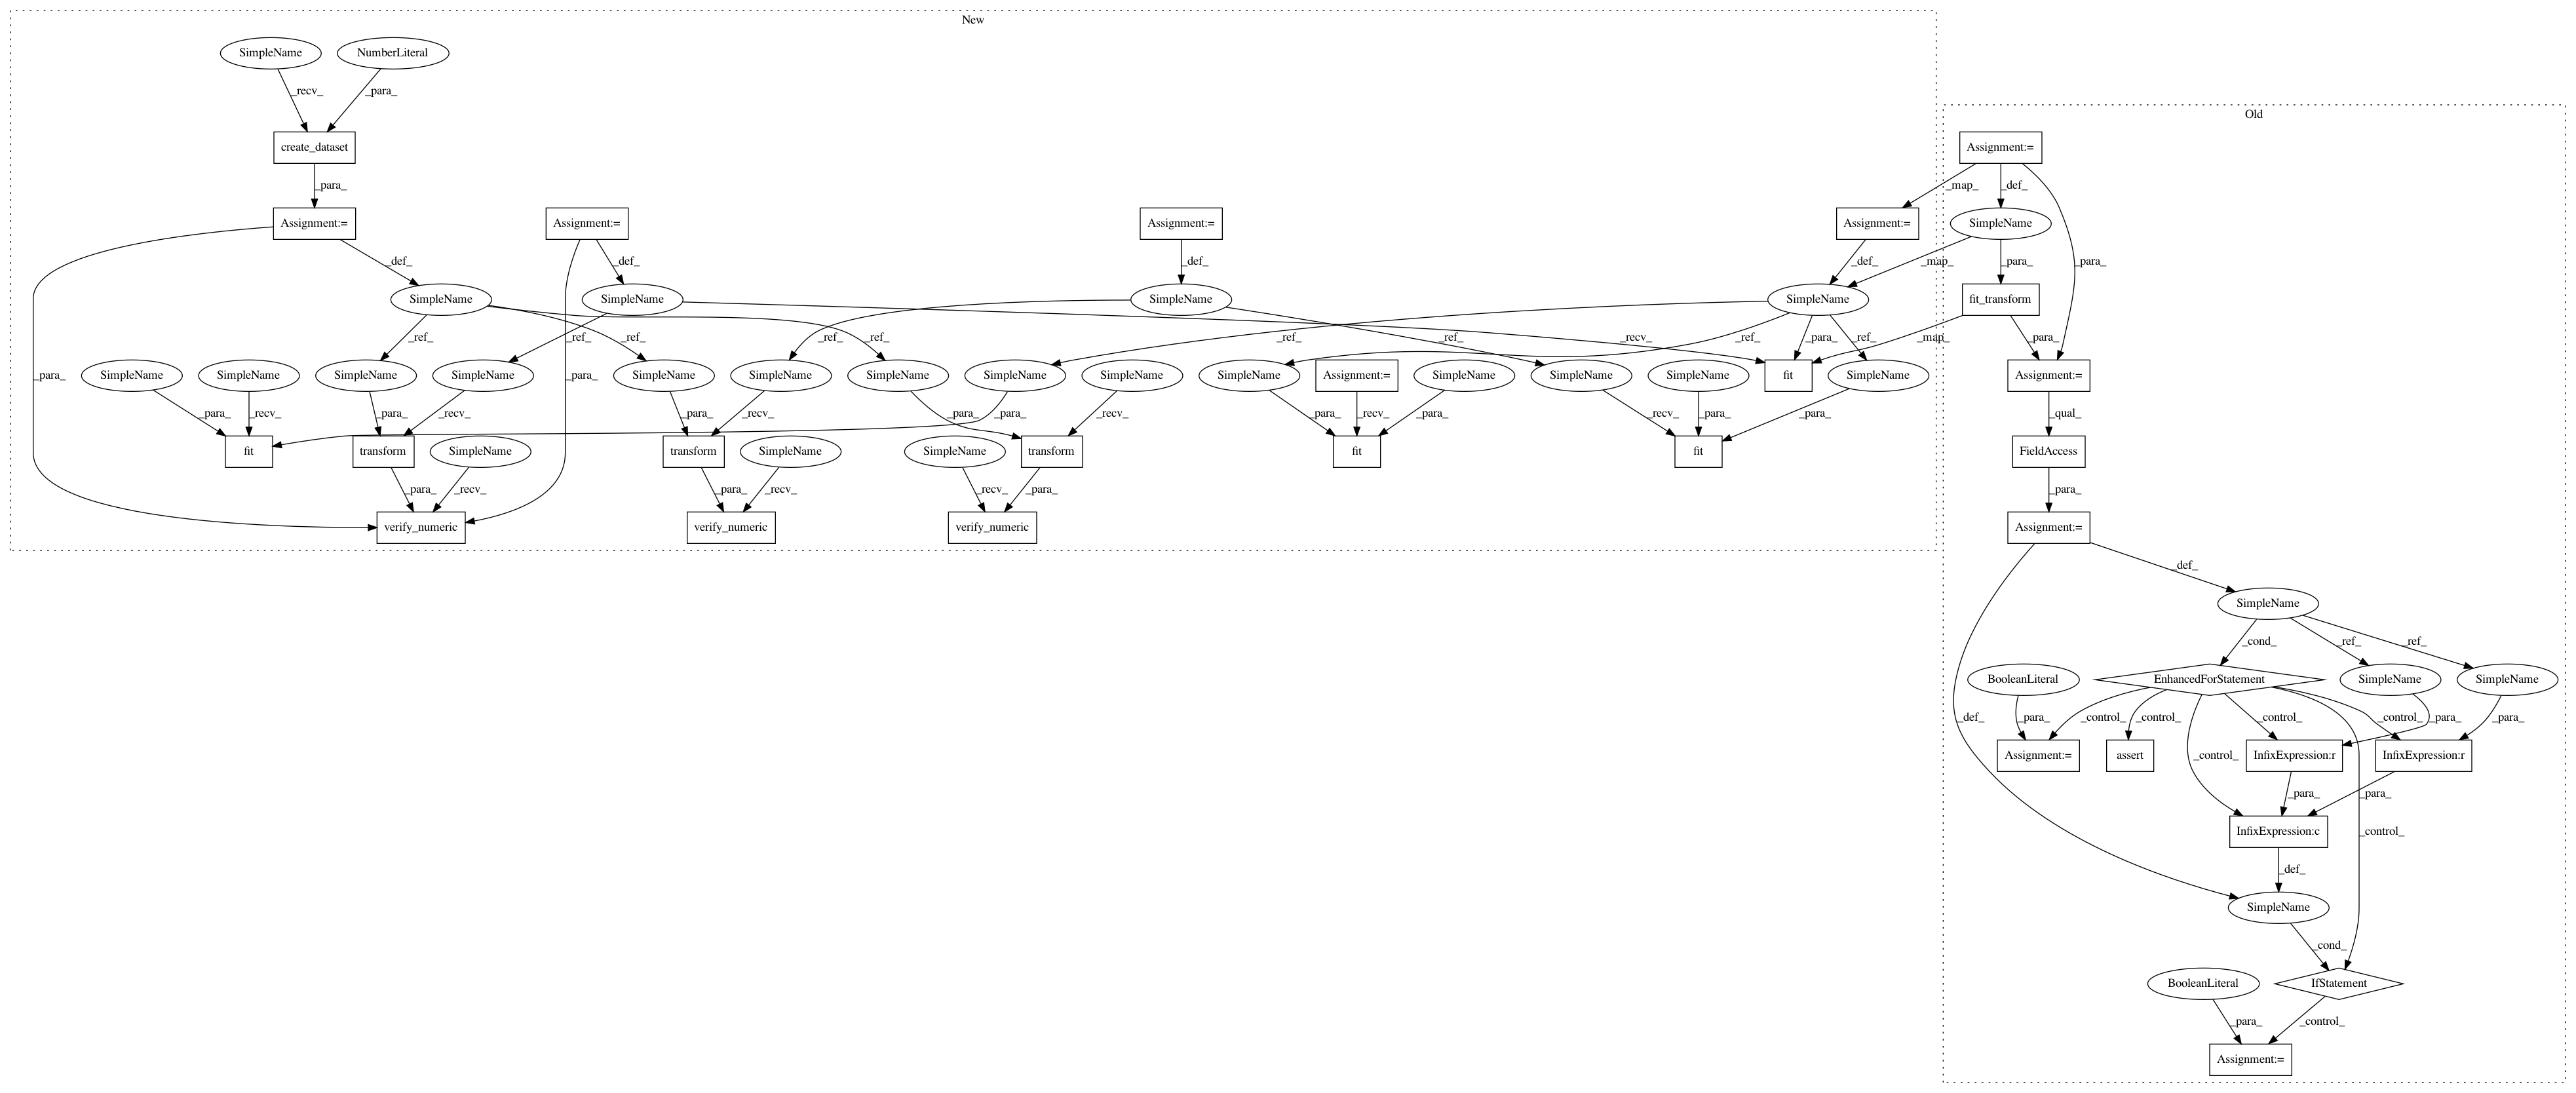 New
SimpleName NumberLiteral
_recv_ _para_
Old
create_dataset Assignment:=
_para_ _map_ _def_
Assignment:= Assignment:= Assignment:= Assignment:= SimpleName
_def_ _def_ _def_ _def_ _map_ _para_ _para_
SimpleName SimpleName SimpleName SimpleName fit_transform
_ref_ _ref_ _ref_ _ref_ _ref_ _ref_ _ref_ _recv_ _ref_ _para_ _ref_ _map_ _para_
_para_ _para_
SimpleName SimpleName SimpleName SimpleName SimpleName SimpleName SimpleName SimpleName SimpleName SimpleName Assignment:= SimpleName SimpleName SimpleName fit SimpleName Assignment:=
_para_ _recv_ _para_ _recv_ _para_ _recv_ _para_ _para_ _recv_ _para_ _recv_ _para_ _recv_ _para_ _para_ _qual_
fit transform SimpleName transform SimpleName SimpleName transform fit fit FieldAccess
_para_ _recv_ _para_ _recv_ _recv_ _para_ _para_
verify_numeric verify_numeric verify_numeric Assignment:=
_def_
SimpleName
_cond_ _ref_ _ref_
BooleanLiteral EnhancedForStatement SimpleName SimpleName
_def_ _para_ _control_ _control_ _control_ _control_ _para_ _para_
Assignment:= assert _control_ InfixExpression:r InfixExpression:r
_para_ _para_
InfixExpression:c _control_
_def_
SimpleName
_cond_
BooleanLiteral IfStatement
_para_ _control_
Assignment:=